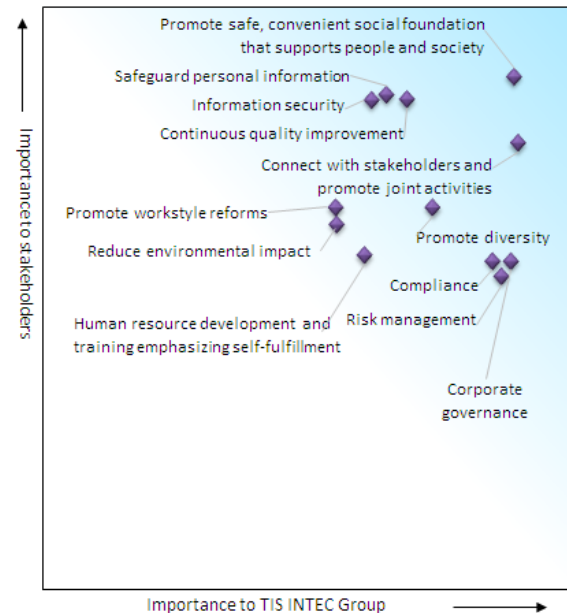 Promote safe, convenient social foundation
that supports people and society
Safeguard personal information
Information security
Continuous quality improvement
Connect with stakeholders and
promote joint activities
Promote workstyle reforms
Promote diversity
Reduce environmental impact
Compliance
Risk management
Human resource development and
training emphasizing self-fulfillment
Corporate
governance
Importance to stakeholders
Importance to TIS INTEC Group